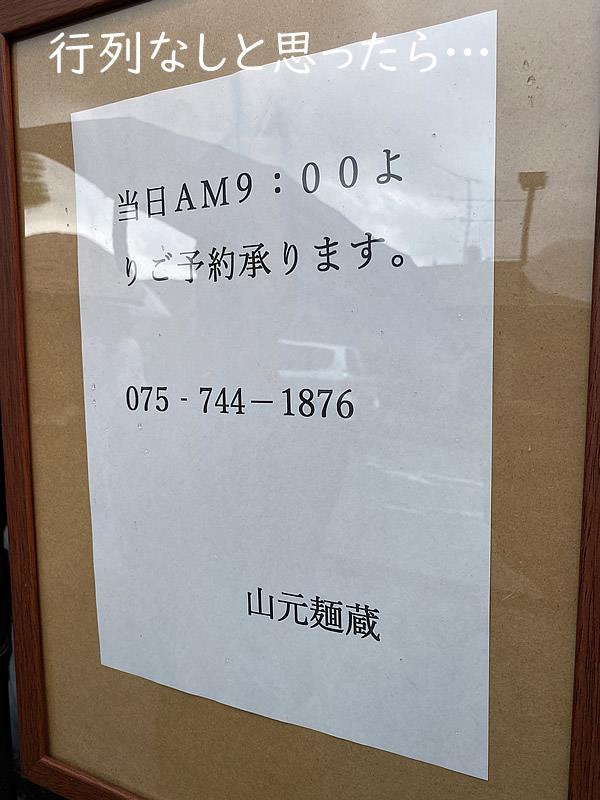 行列なしと思ったら…
当日AM9：００よ
りご予約承ります。
075‐744－1876
山元麺蔵